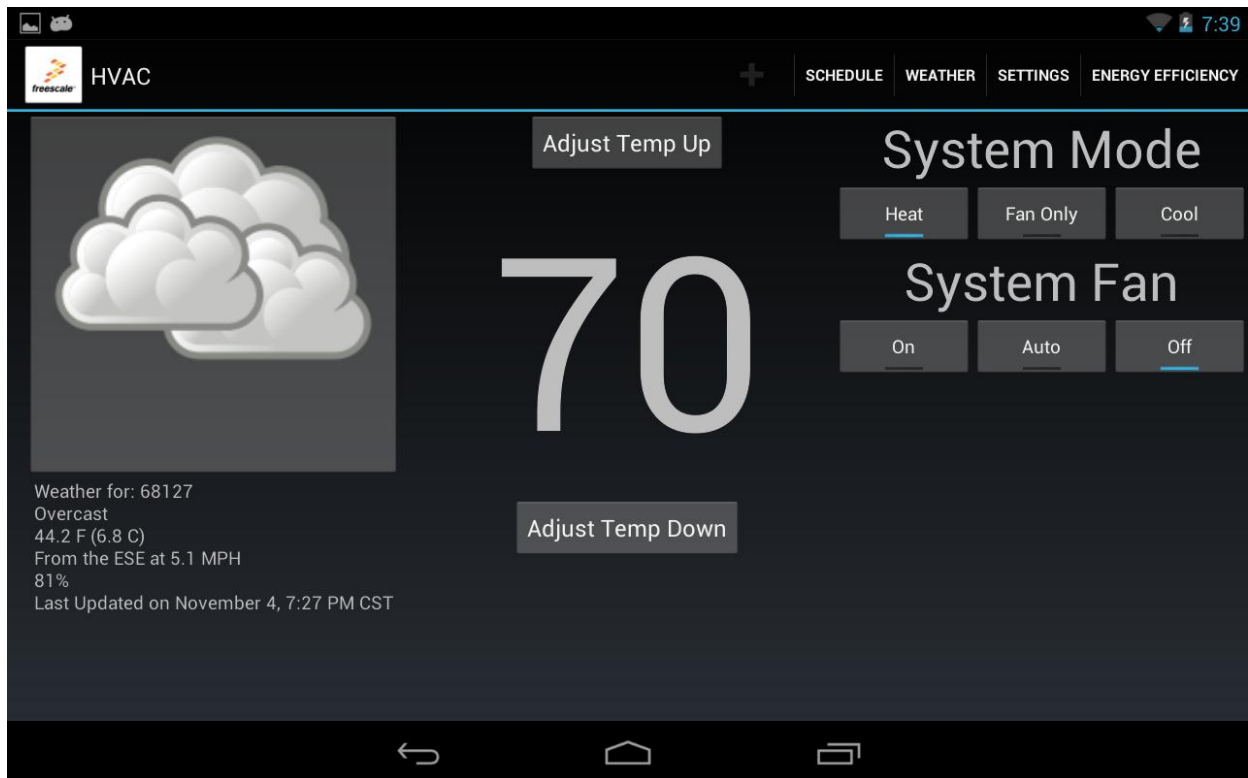 7:39
freescale
HVAC
SCHEDULE
WEATHER
SETTINGS
ENERGY EFFICIENCY
Weather for: 68127
Overcast
44.2 F (6.8 C)
From the ESE at 5.1 MPH
81%
Last Updated on November 4, 7:27 PM CST
Adjust Temp Up
70
Adjust Temp Down
System Mode
Heat
Fan Only
Cool
System Fan
On
Auto
Off